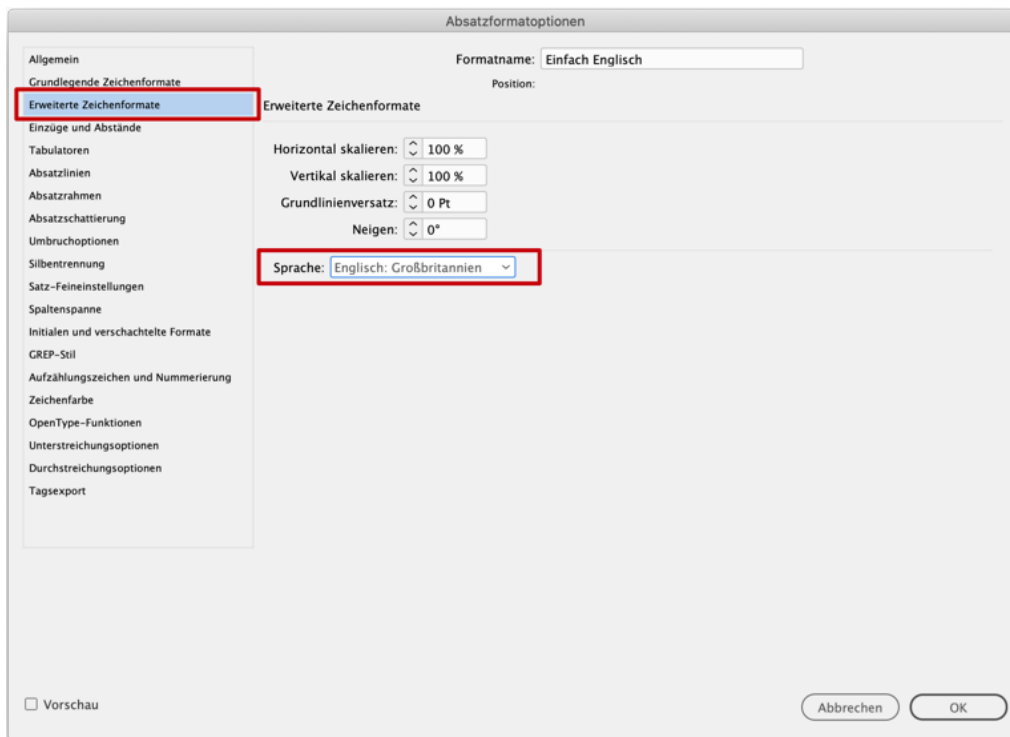 Absatzformatoptionen
Allgemein
Grundlegende Zeichenformate
Erweiterte Zeichenformate
Einzüge und Abstände
Tabulatoren
Absatzlinien
Absatzrahmen
Absatzschattierung
Umbruchoptionen
Silbentrennung
Satz-Feineinstellungen
Spaltenspanne
Initialen und verschachtelte Formate
GREP-Stil
Aufzählungszeichen und Nummerierung
Zeichenfarbe
OpenType-Funktionen
Unterstreichungsoptionen
Durchstreichungsoptionen
Tagsexport
Formatname: Einfach Englisch
Position:
Erweiterte Zeichenformate
Horizontal skalieren: 100 %
Vertikal skalieren: 100 %
Grundlinienversatz: 0 Pt
Neigen: 0°
Sprache: Englisch: Großbritannien
Vorschau
Abbrechen
OK